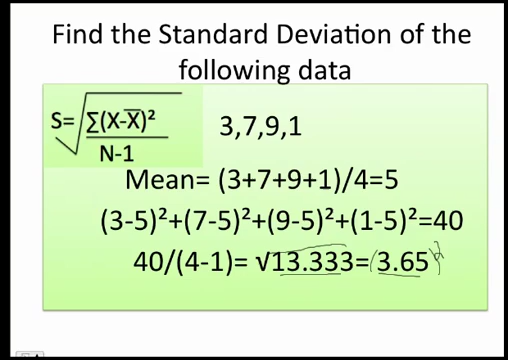 Find the Standard Deviation of the
following data
S=√∑(X-X̅)²
N-1
3,7,9,1
Mean= (3+7+9+1)/4=5
(3-5)²+(7-5)²+(9-5)²+(1-5)²=40
40/(4-1)= √13.333=(3.65)²